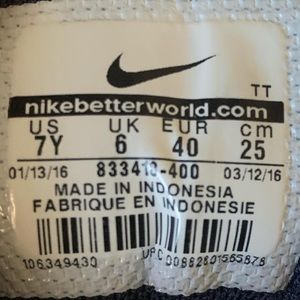 TT
nikebetterworld.com
US UK EUR cm
7Y 6 40 25
01/13/16 833413-400 03/12/16
MADE IN INDONESIA
FABRIQUE EN INDONESIE